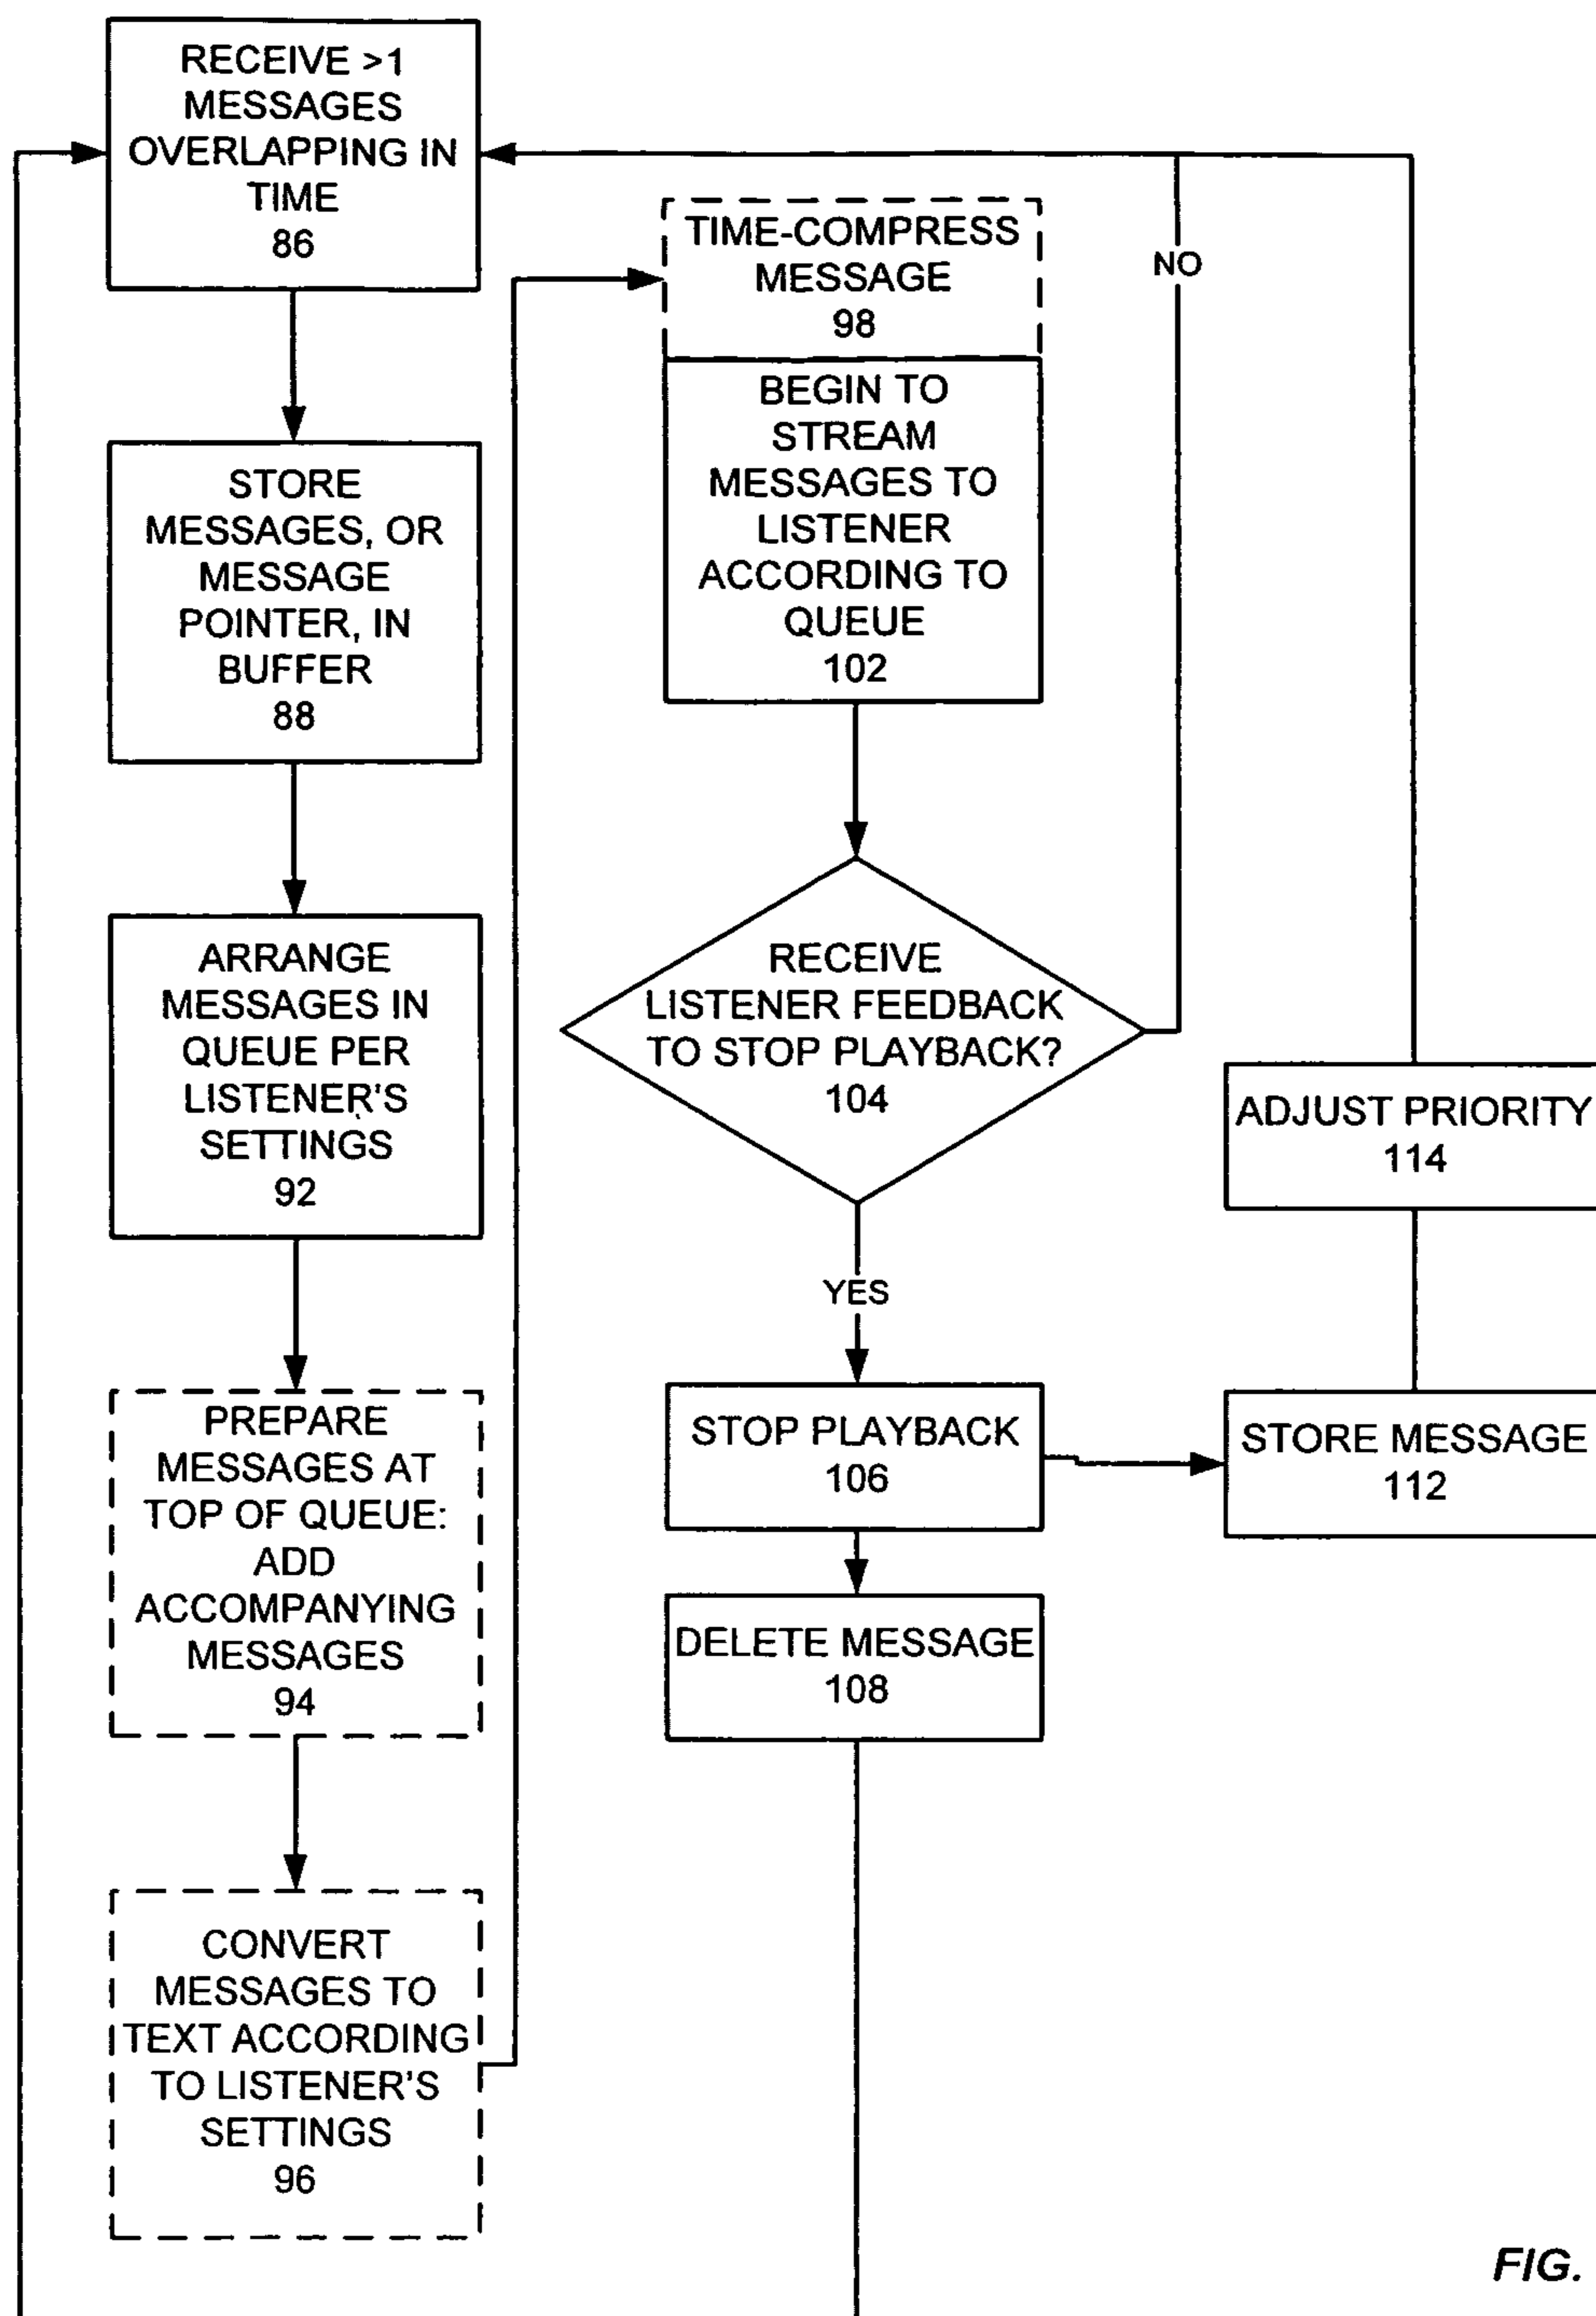 RECEIVE >1
MESSAGES
OVERLAPPING IN
TIME
86
STORE
MESSAGES, OR
MESSAGE
POINTER, IN
BUFFER
88
ARRANGE
MESSAGES IN
QUEUE PER
LISTENER'S
SETTINGS
92
PREPARE
MESSAGES AT
TOP OF QUEUE:
ADD
ACCOMPANYING
MESSAGES
94
CONVERT
MESSAGES TO
TEXT ACCORDING
TO LISTENER'S
SETTINGS
96
TIME-COMPRESS
MESSAGE
98
BEGIN TO
STREAM
MESSAGES TO
LISTENER
ACCORDING TO
QUEUE
102
RECEIVE
LISTENER FEEDBACK
TO STOP PLAYBACK?
104
NO
YES
STOP PLAYBACK
106
DELETE MESSAGE
108
STORE MESSAGE
112
ADJUST PRIORITY
114
FIG.